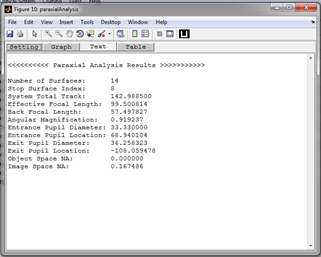 Figure 10: paraxialAnalysis
File Edit View Insert Tools Desktop Window Help
Setting Graph Text Table
<<<<<<<<<< Paraxial Analysis Results >>>>>>>>>>>
Number of Surfaces: 14
Stop Surface Index: 8
System Total Track: 142.988500
Effective Focal Length: 99.500814
Back Focal Length: 57.497827
Angular Magnification: 0.919237
Entrance Pupil Diameter: 33.330000
Entrance Pupil Location: 68.940104
Exit Pupil Diameter: 36.258323
Exit Pupil Location: -108.059478
Object Space NA: 0.000000
Image Space NA: 0.167486